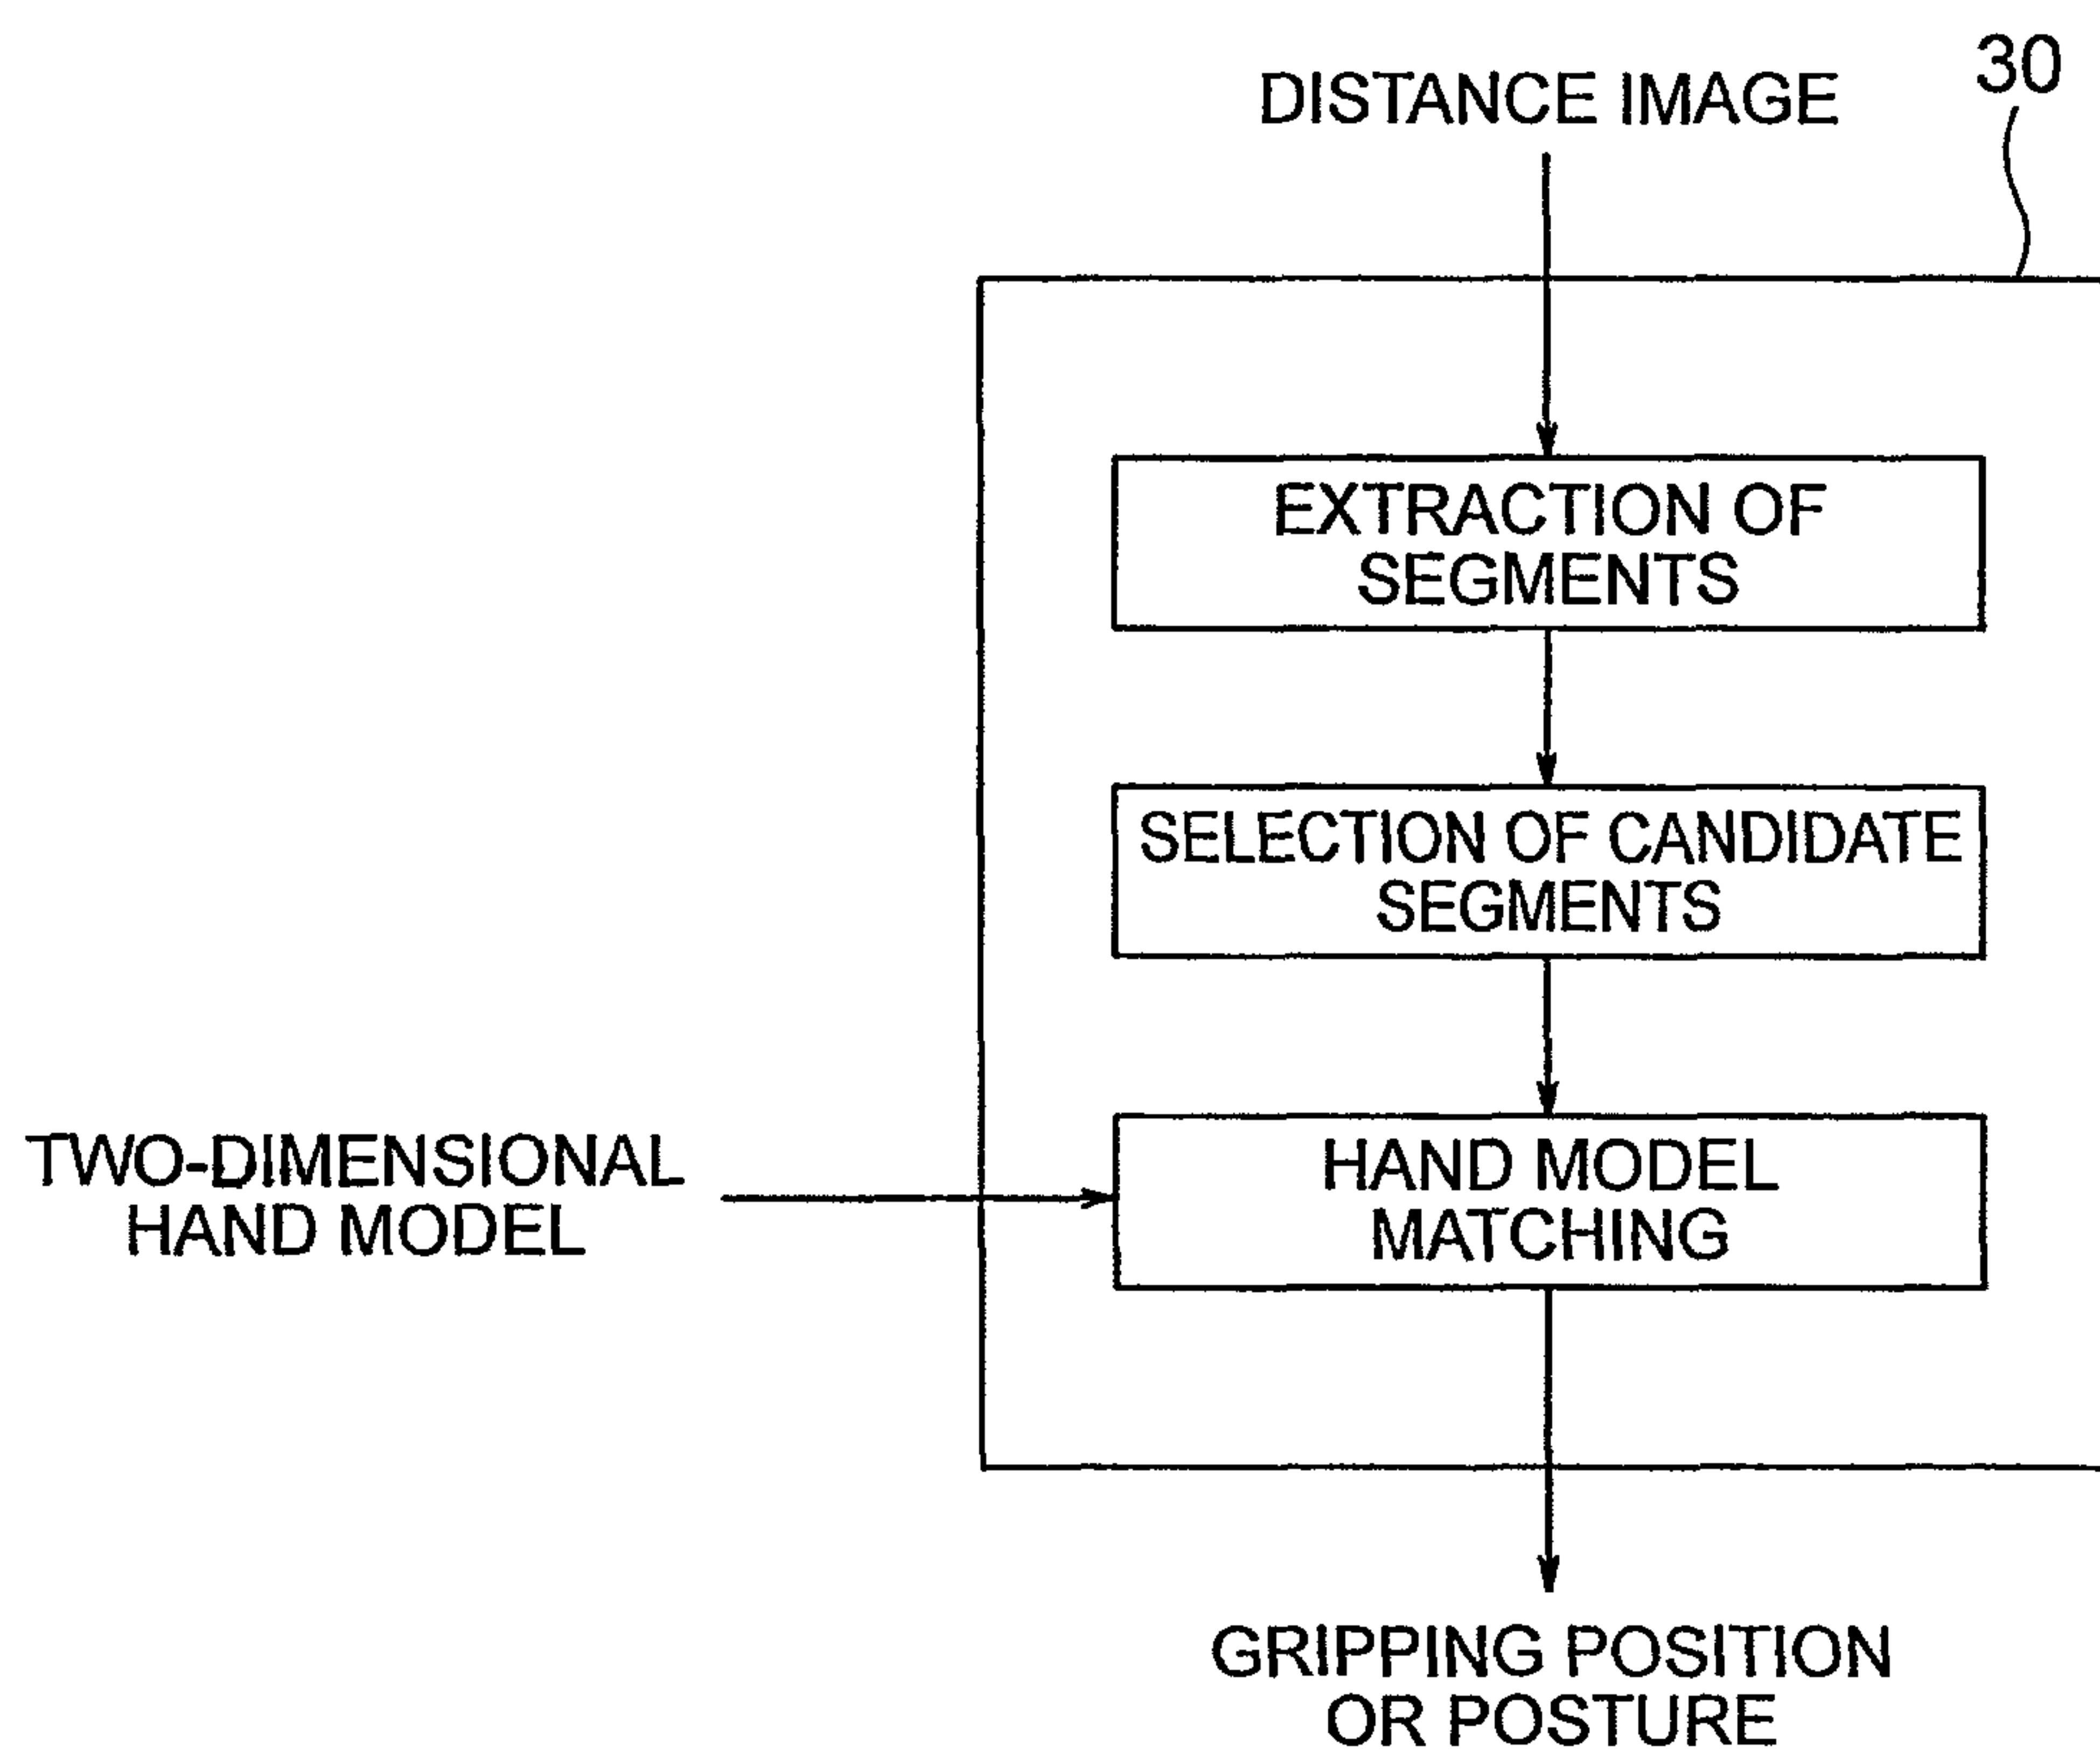 DISTANCE IMAGE
30
EXTRACTION OF
SEGMENTS
SELECTION OF CANDIDATE
SEGMENTS
TWO-DIMENSIONAL
HAND MODEL
HAND MODEL
MATCHING
GRIPPING POSITION
OR POSTURE